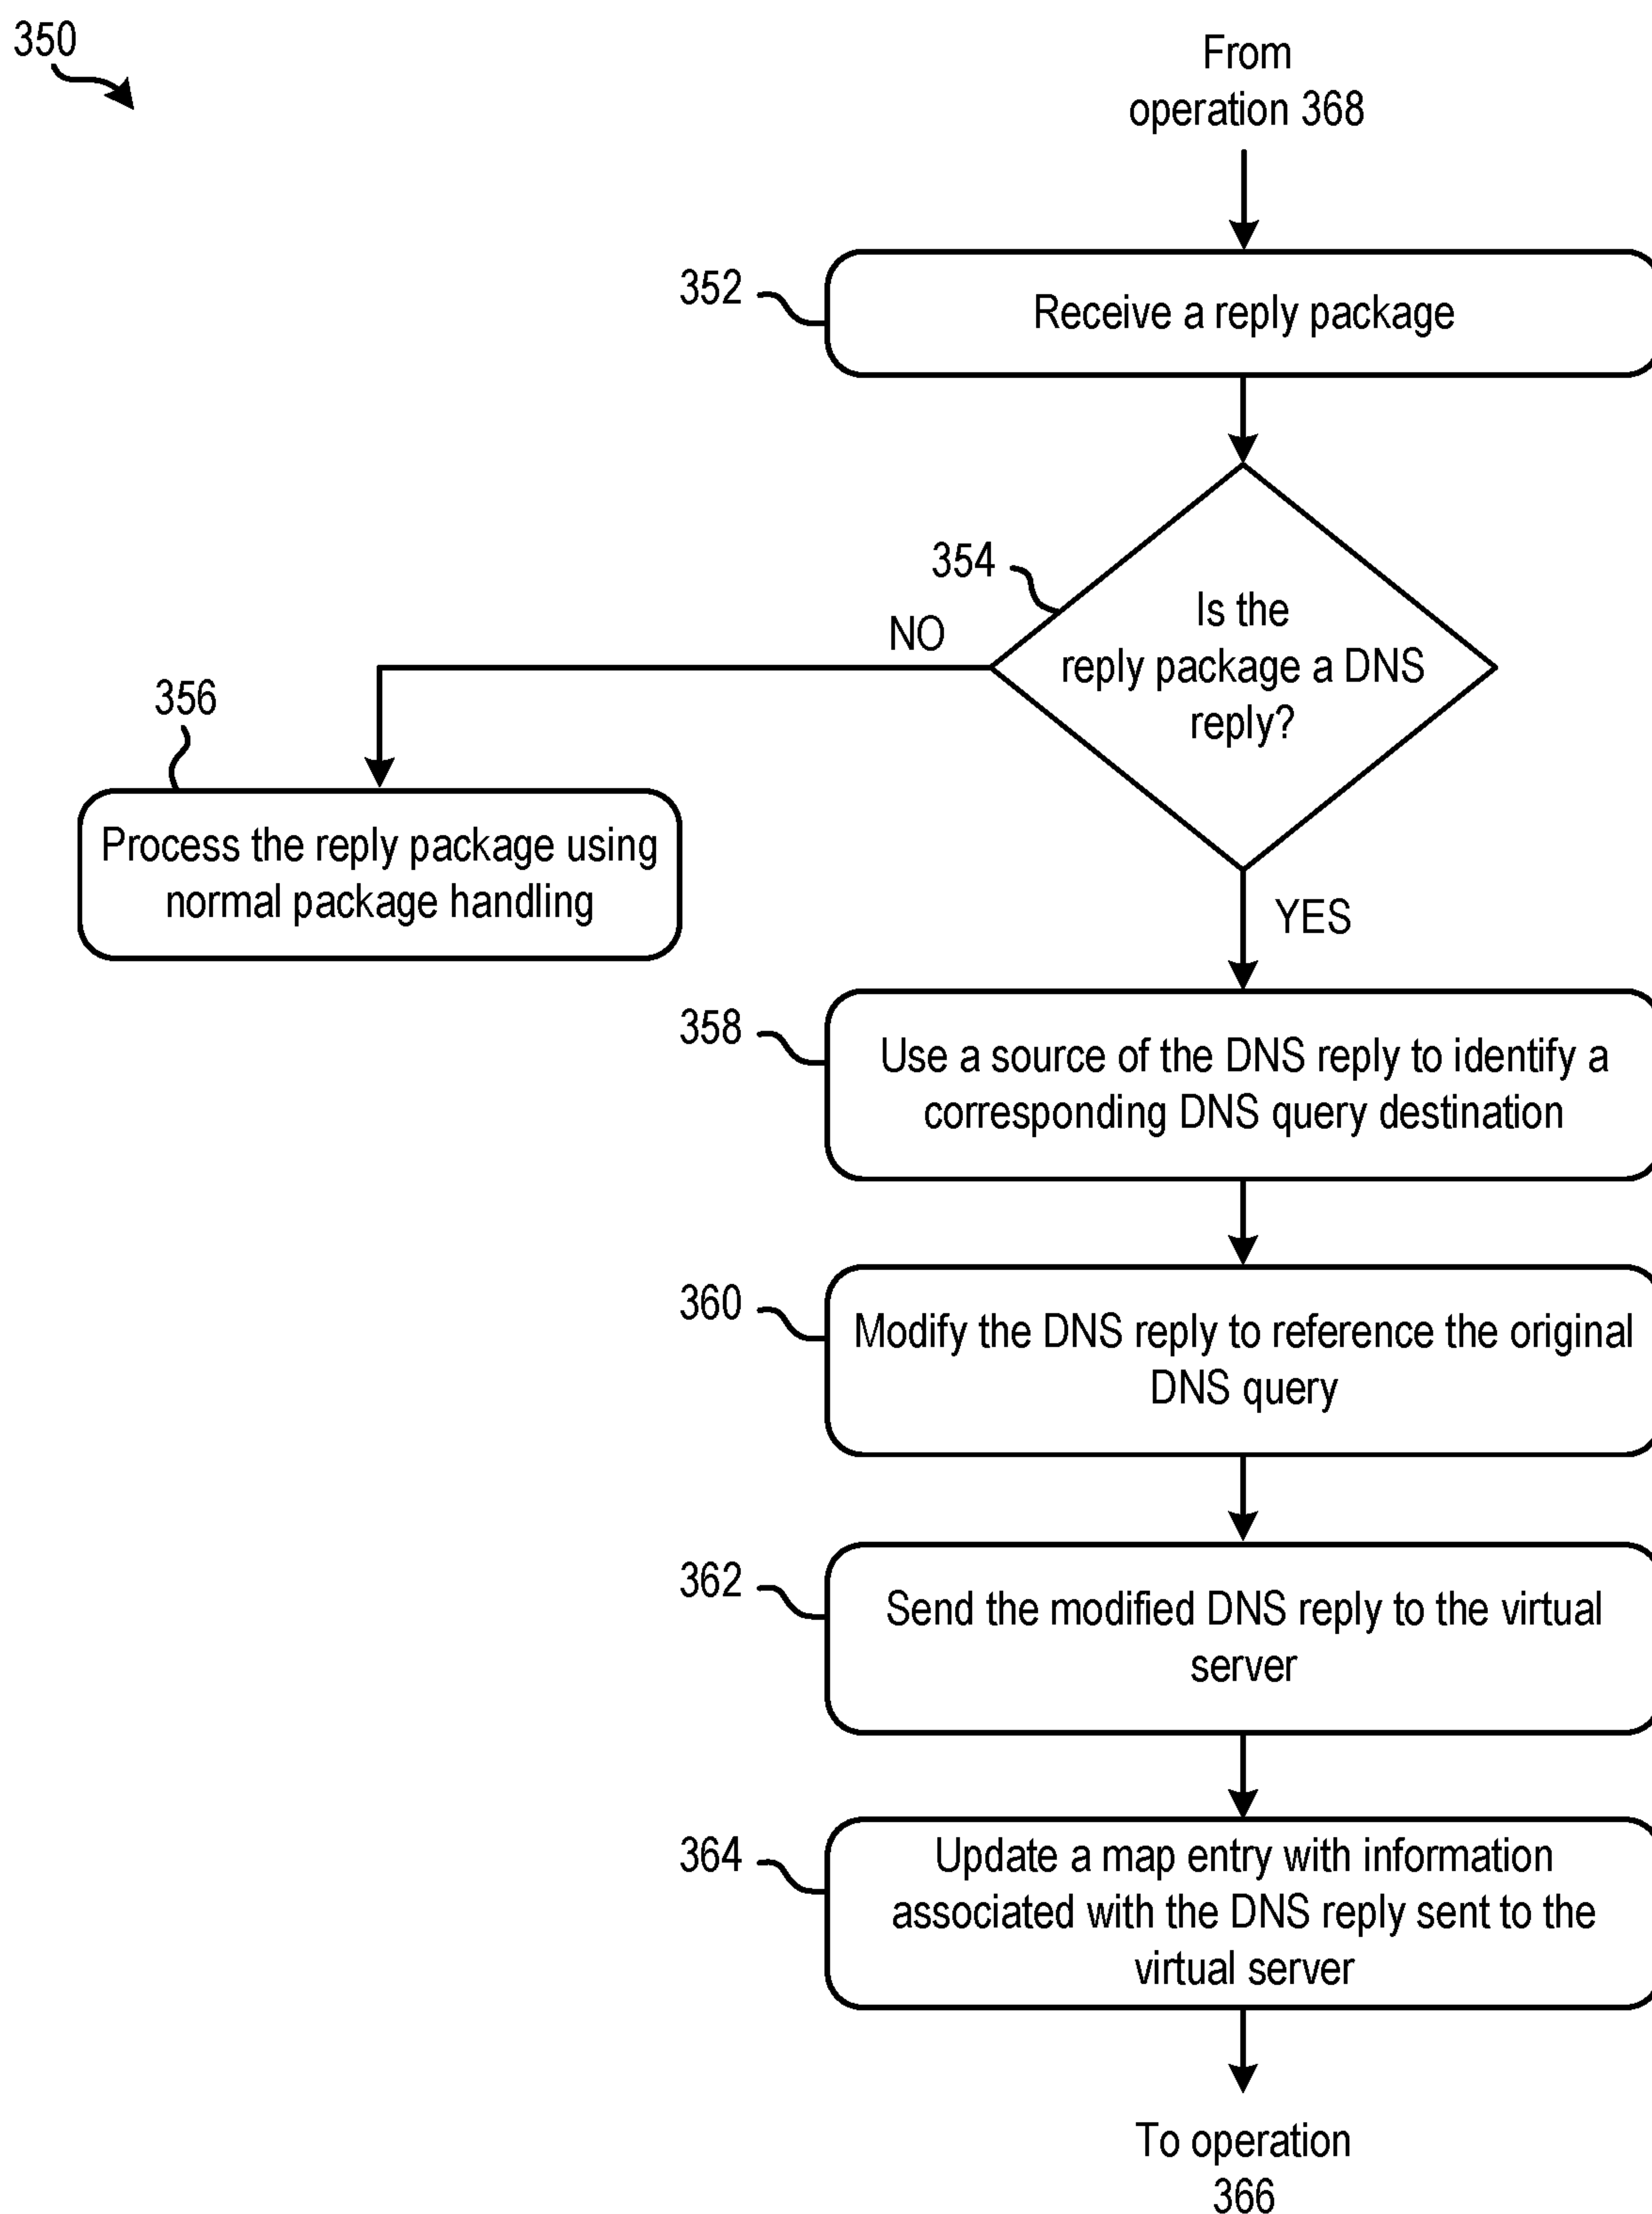 350
From
operation 368
352
Receive a reply package
354
Is the
reply package a DNS
reply?
NO
356
Process the reply package using
normal package handling
YES
358
Use a source of the DNS reply to identify a
corresponding DNS query destination
360
Modify the DNS reply to reference the original
DNS query
362
Send the modified DNS reply to the virtual
server
364
Update a map entry with information
associated with the DNS reply sent to the
virtual server
To operation
366